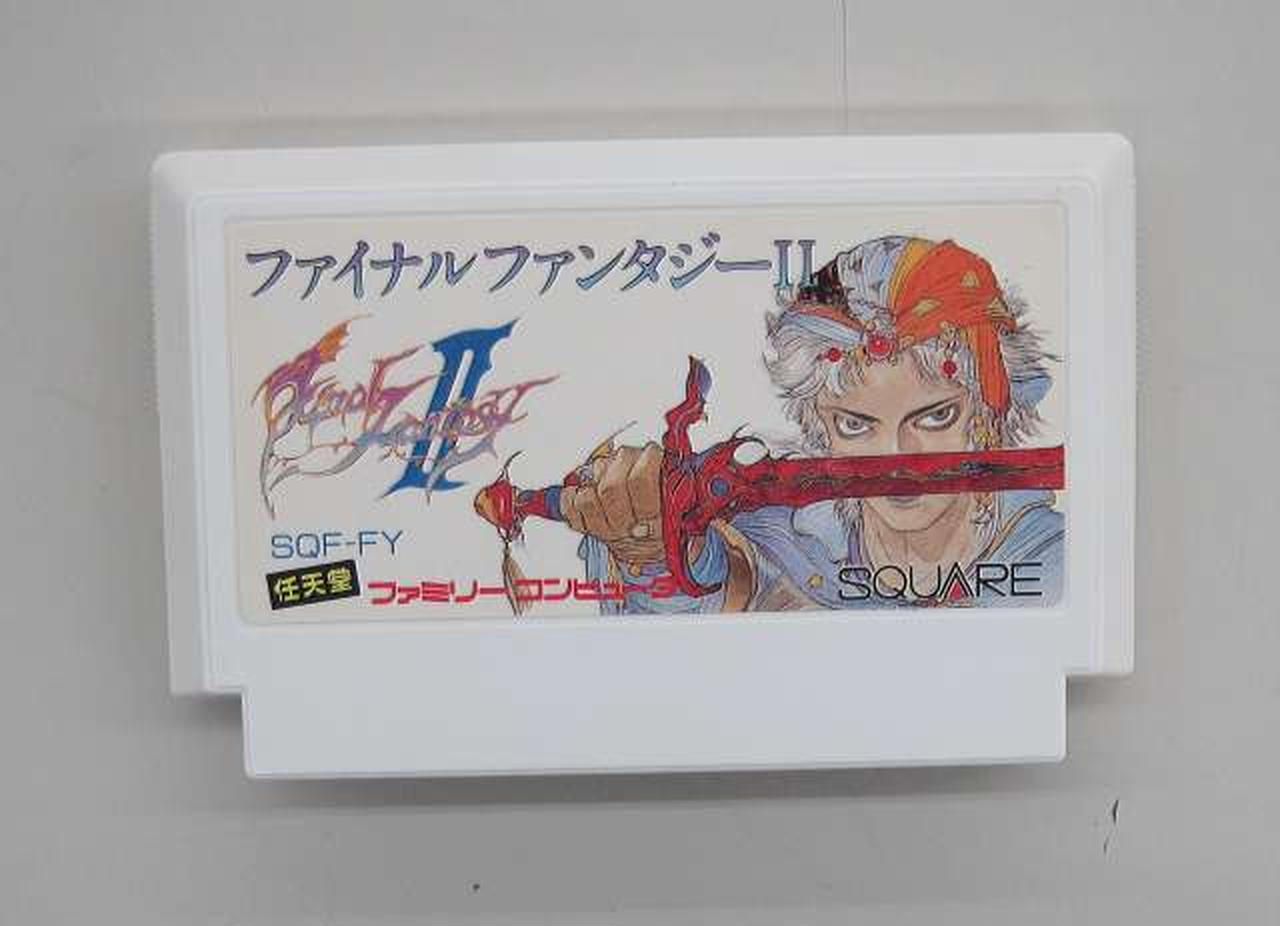 ファイナルファンタジーII
Final Fantasy II
SQF-FY
任天堂 ファミリーコンピュータ
SQUARE